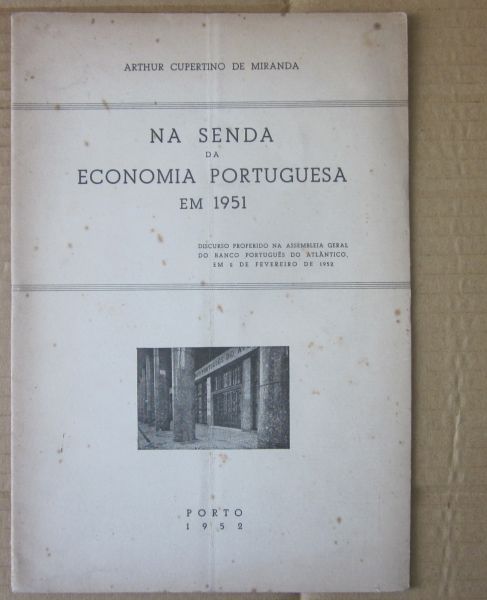 ARTHUR CUPERTINO DE MIRANDA
NA SENDA
DA
ECONOMIA PORTUGUESA
EM 1951
DISCURSO PROFERIDO NA ASSEMBLEIA GERAL
DO BANCO PORTUGUÊS DO ATLÂNTICO,
EM DE FEVEREIRO DE 1952
PORTO
1952